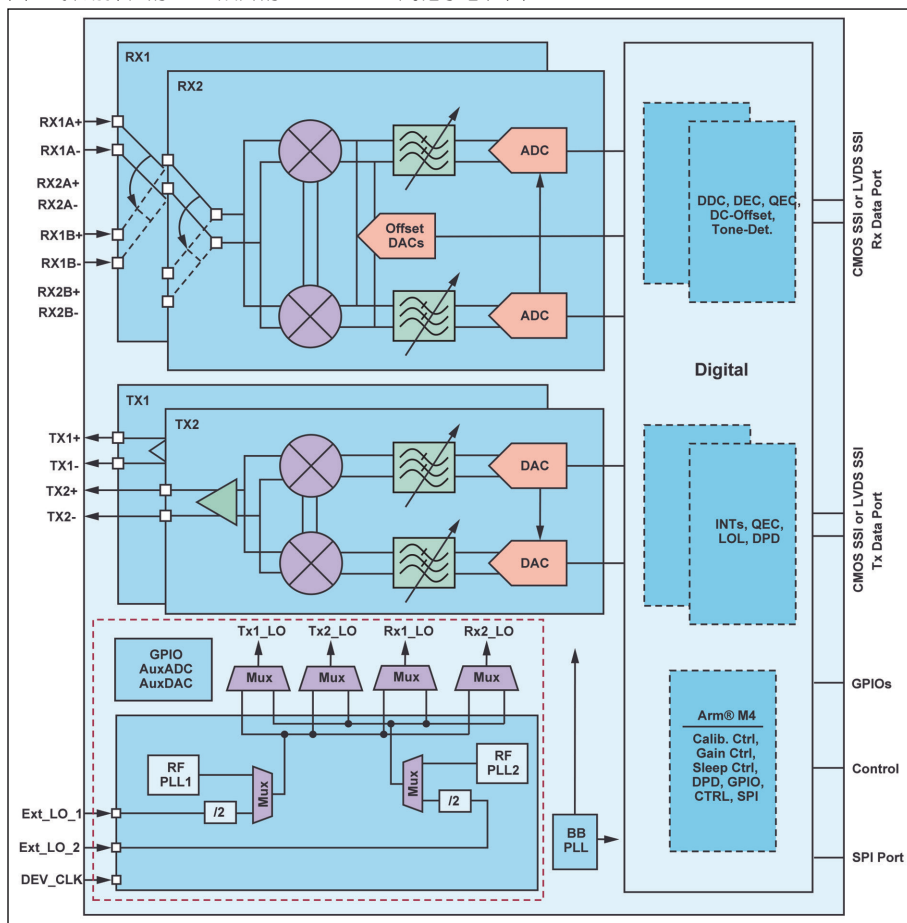 RX1
RX2
RX1A+
RX1A-
RX2A+
RX2A-
RX1B+
RX1B-
RX2B+
RX2B-
ADC
Offset
DACs
ADC
DDC, DEC, QEC,
DC-Offset,
Tone-Det.
CMOS SSI or LVDS SSI
Rx Data Port
Digital
TX1
TX2
TX1+
TX1-
TX2+
TX2-
DAC
DAC
INTs, QEC,
LOL, DPD
CMOS SSI or LVDS SSI
Tx Data Port
Tx1_LO
Tx2_LO
Rx1_LO
Rx2_LO
GPIO
AuxADC
AuxDAC
Mux
Mux
Mux
Mux
RF
PLL1
Mux
/2
Mux
RF
PLL2
/2
Ext_LO_1
Ext_LO_2
DEV_CLK
BB
PLL
Arm® M4
Calib. Ctrl,
Gain Ctrl,
Sleep Ctrl,
DPD, GPIO,
CTRL, SPI
GPIOs
Control
SPI Port